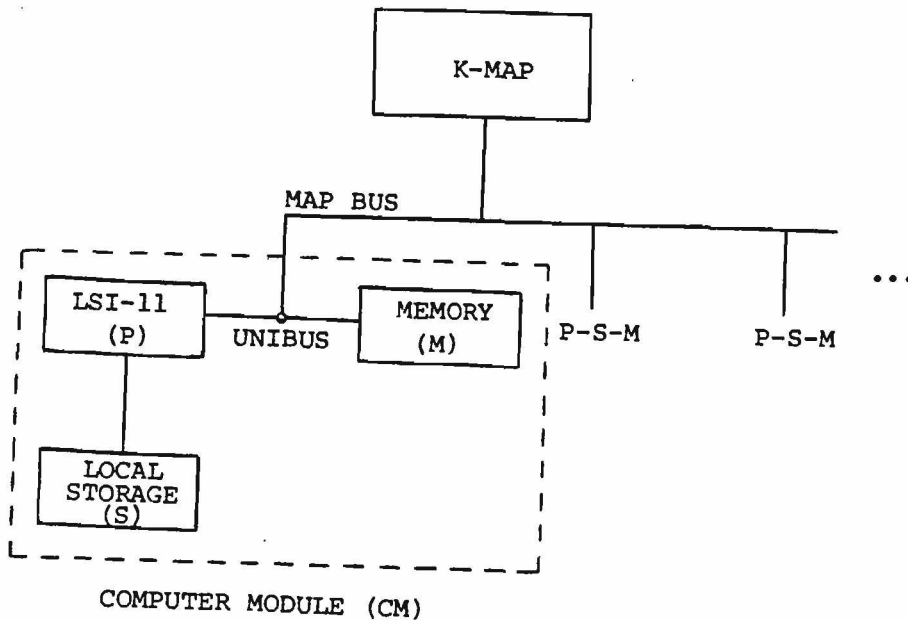 K-MAP
MAP BUS
LSI-11
(P)
UNIBUS
MEMORY
(M)
P-S-M
P-S-M
...
LOCAL
STORAGE
(S)
COMPUTER MODULE (CM)